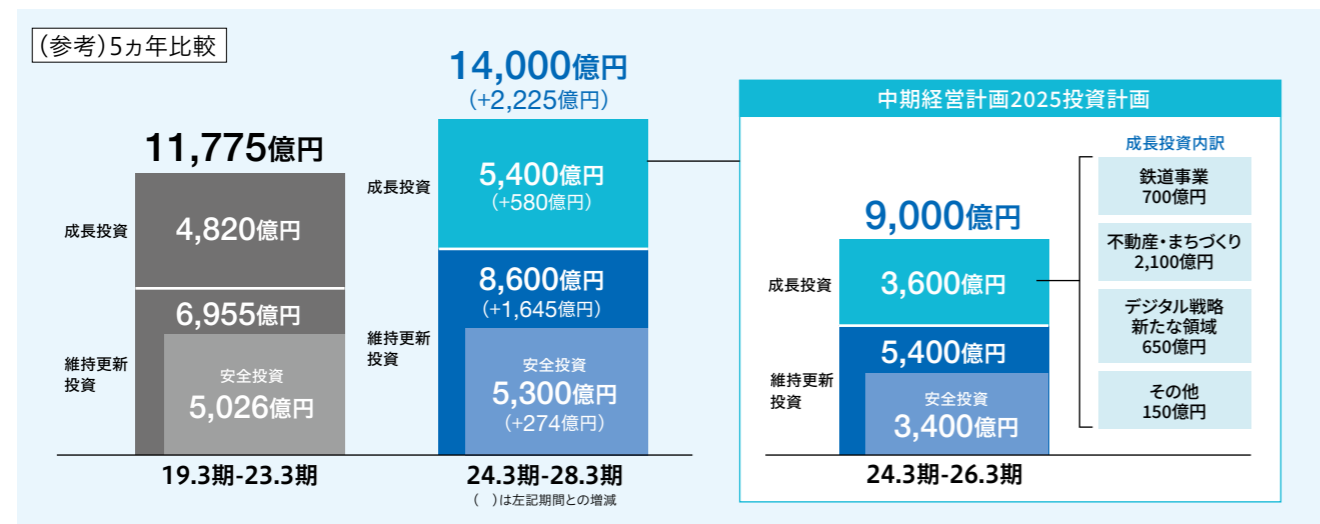 (参考)5ヵ年比較
11,775億円
成長投資
4,820億円
6,955億円
維持更新
投資
安全投資
5,026億円
19.3期-23.3期
14,000億円
(+2,225億円)
成長投資
5,400億円
(+580億円)
8,600億円
(+1,645億円)
維持更新
投資
安全投資
5,300億円
(+274億円)
24.3期-28.3期
( )は左記期間との増減
中期経営計画2025投資計画
9,000億円
成長投資
3,600億円
5,400億円
維持更新
投資
安全投資
3,400億円
24.3期-26.3期
成長投資内訳
鉄道事業
700億円
不動産・まちづくり
2,100億円
デジタル戦略
新たな領域
650億円
その他
150億円